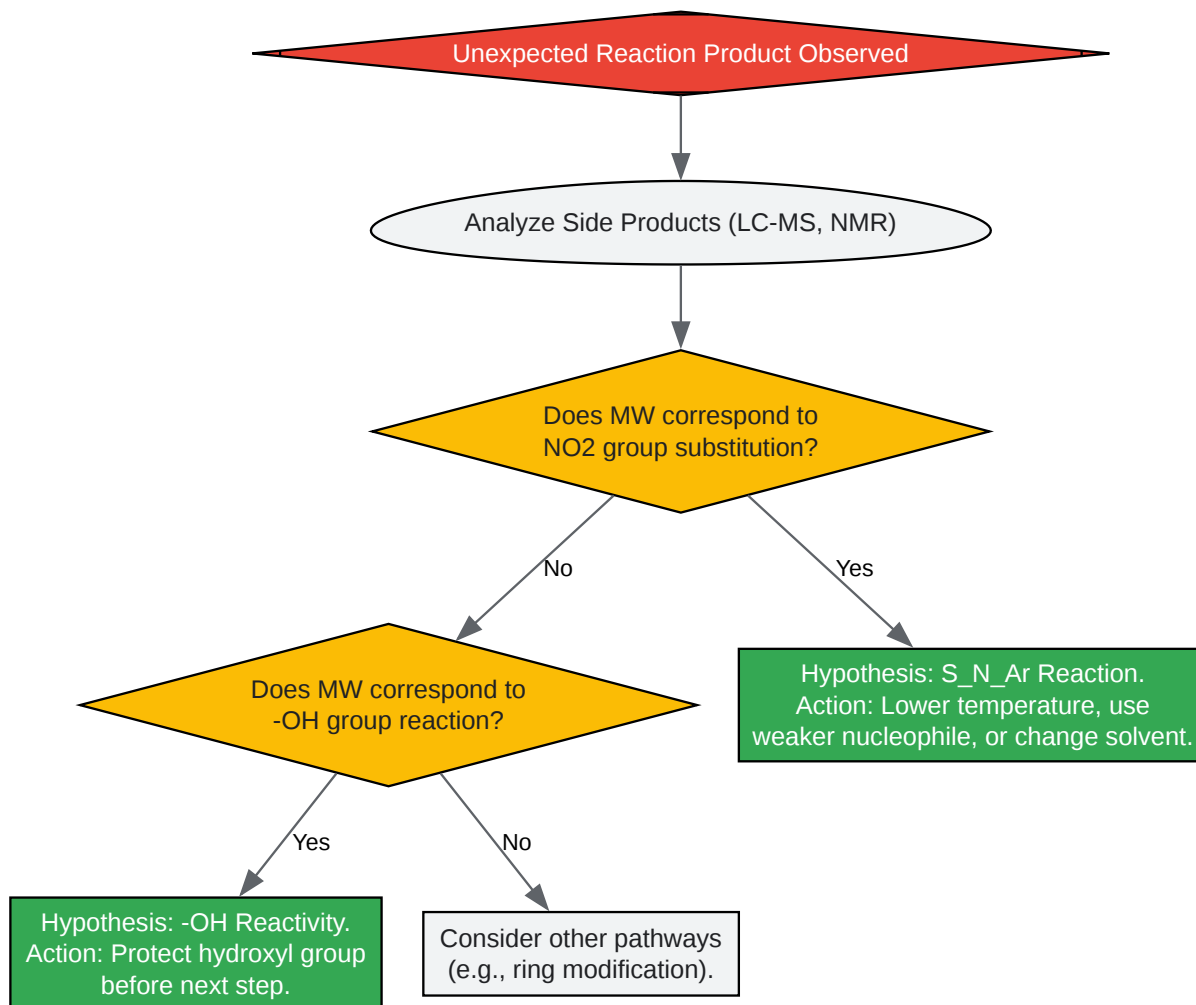 Unexpected Reaction Product Observed
Analyze Side Products (LC-MS, NMR)
Does MW correspond to
NO2 group substitution?
No
Yes
Does MW correspond to
-OH group reaction?
Hypothesis: S_N_Ar Reaction.
Action: Lower temperature, use
weaker nucleophile, or change solvent.
Yes
No
Hypothesis: -OH Reactivity.
Action: Protect hydroxyl group
before next step.
Consider other pathways
(e.g., ring modification).